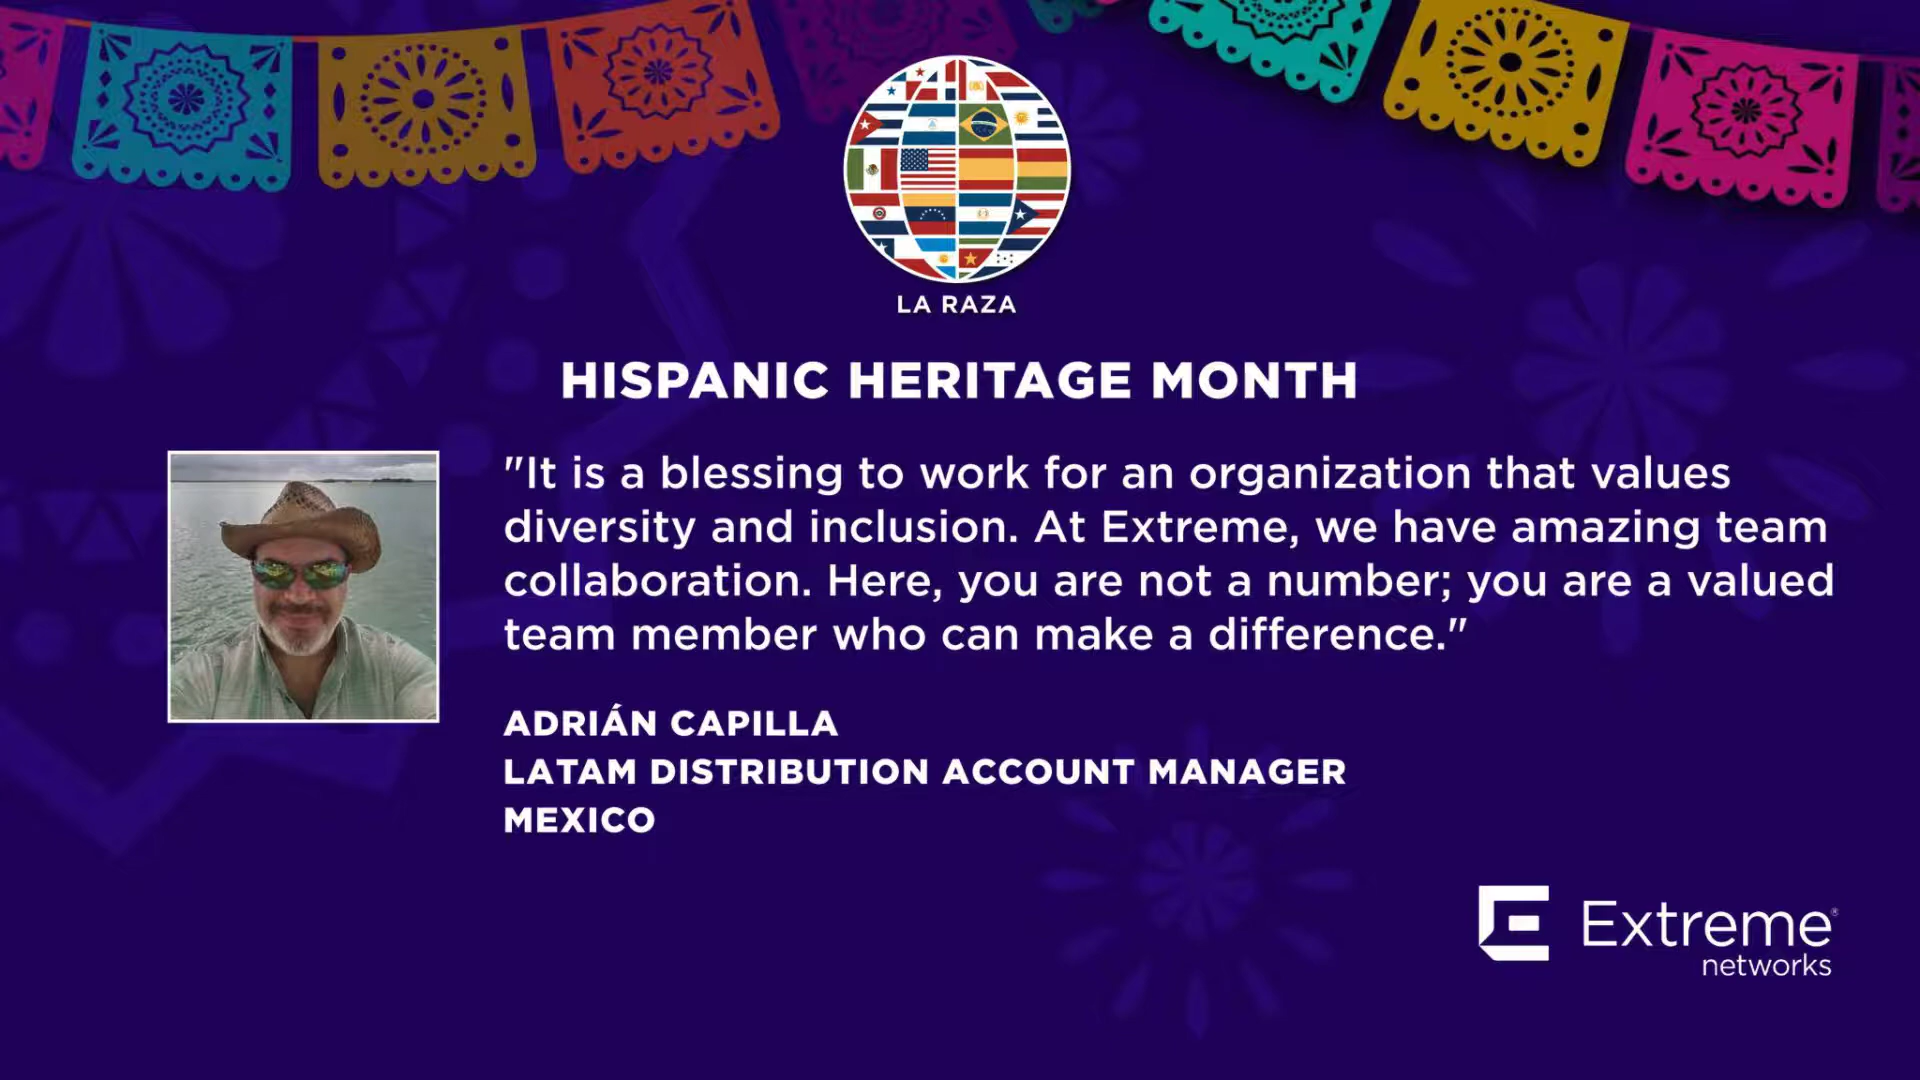 LA RAZA
HISPANIC HERITAGE MONTH
"It is a blessing to work for an organization that values
diversity and inclusion. At Extreme, we have amazing team
collaboration. Here, you are not a number; you are a valued
team member who can make a difference."
ADRIÁN CAPILLA
LATAM DISTRIBUTION ACCOUNT MANAGER
MEXICO
Extreme®
networks